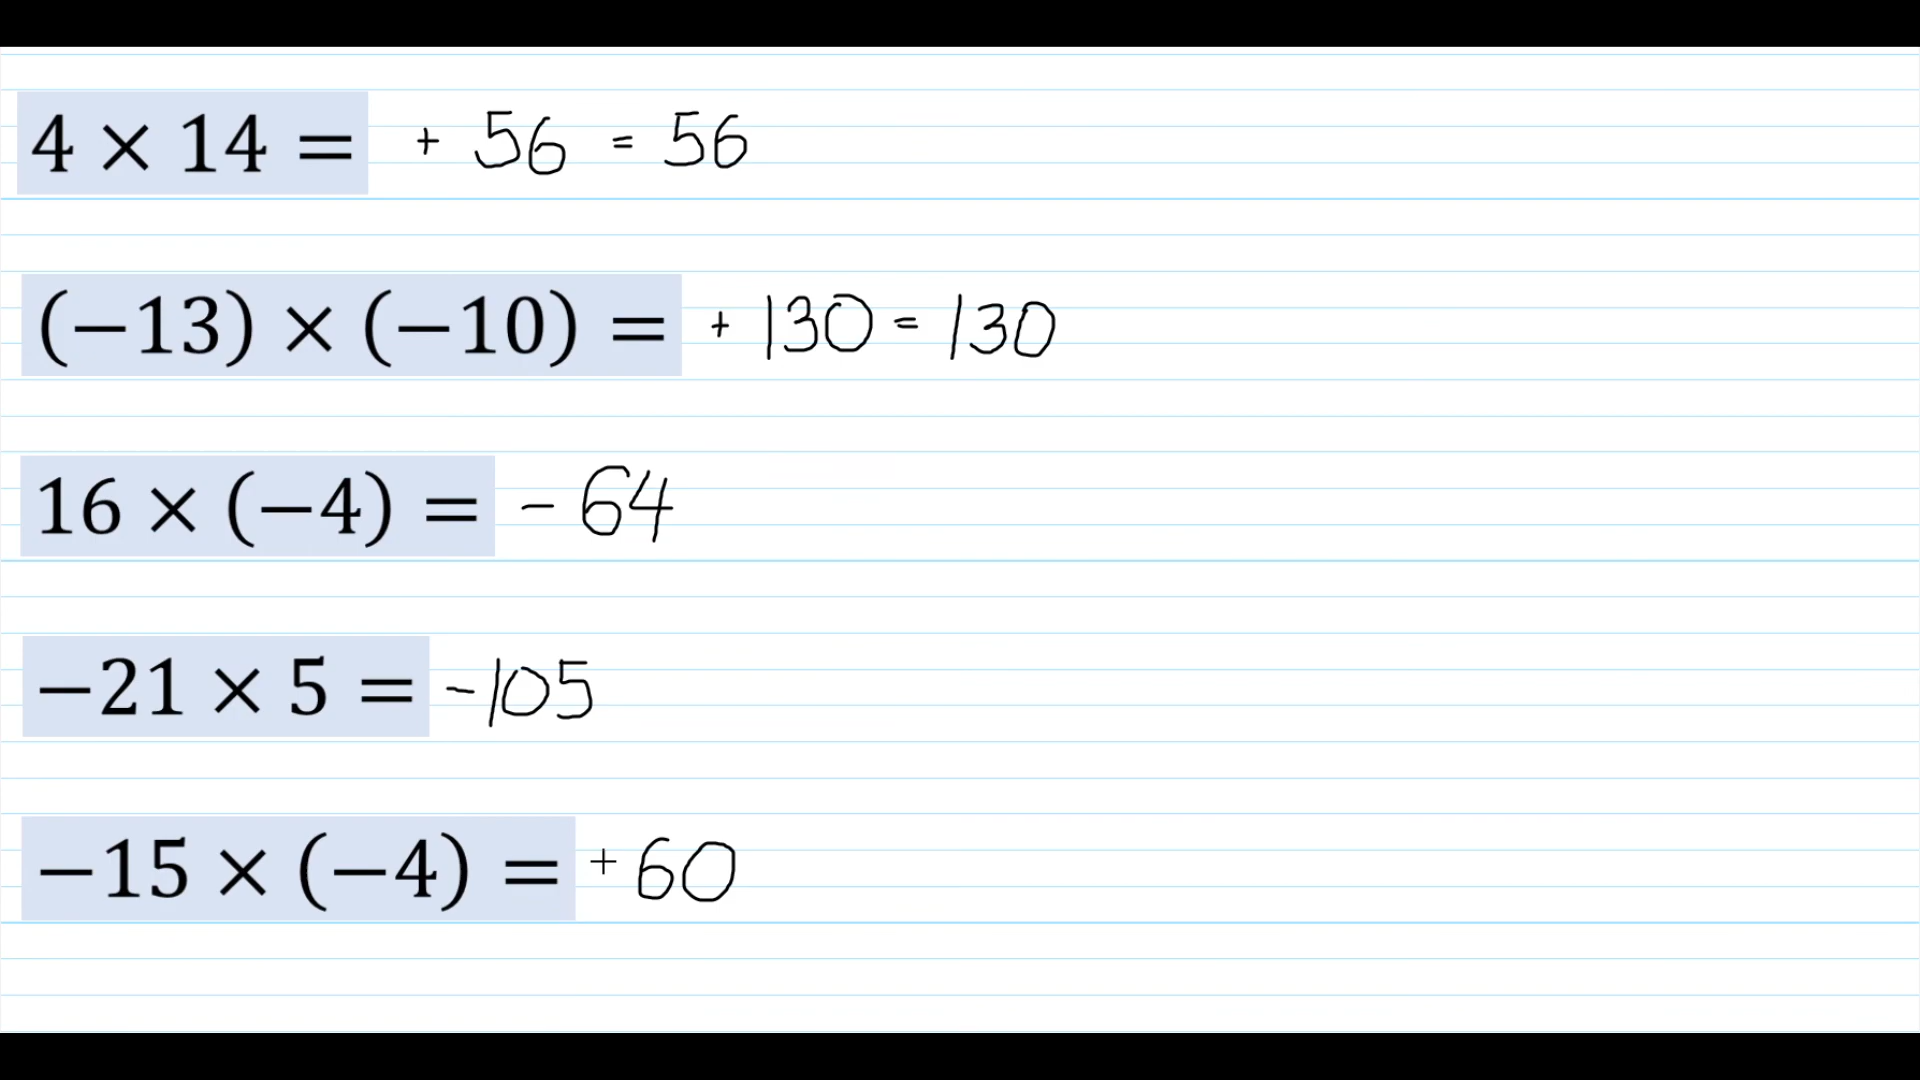 4 × 14 = + 56 = 56
(−13) × (−10) = + 130 = 130
16 × (−4) = − 64
−21 × 5 = −105
−15 × (−4) = + 60